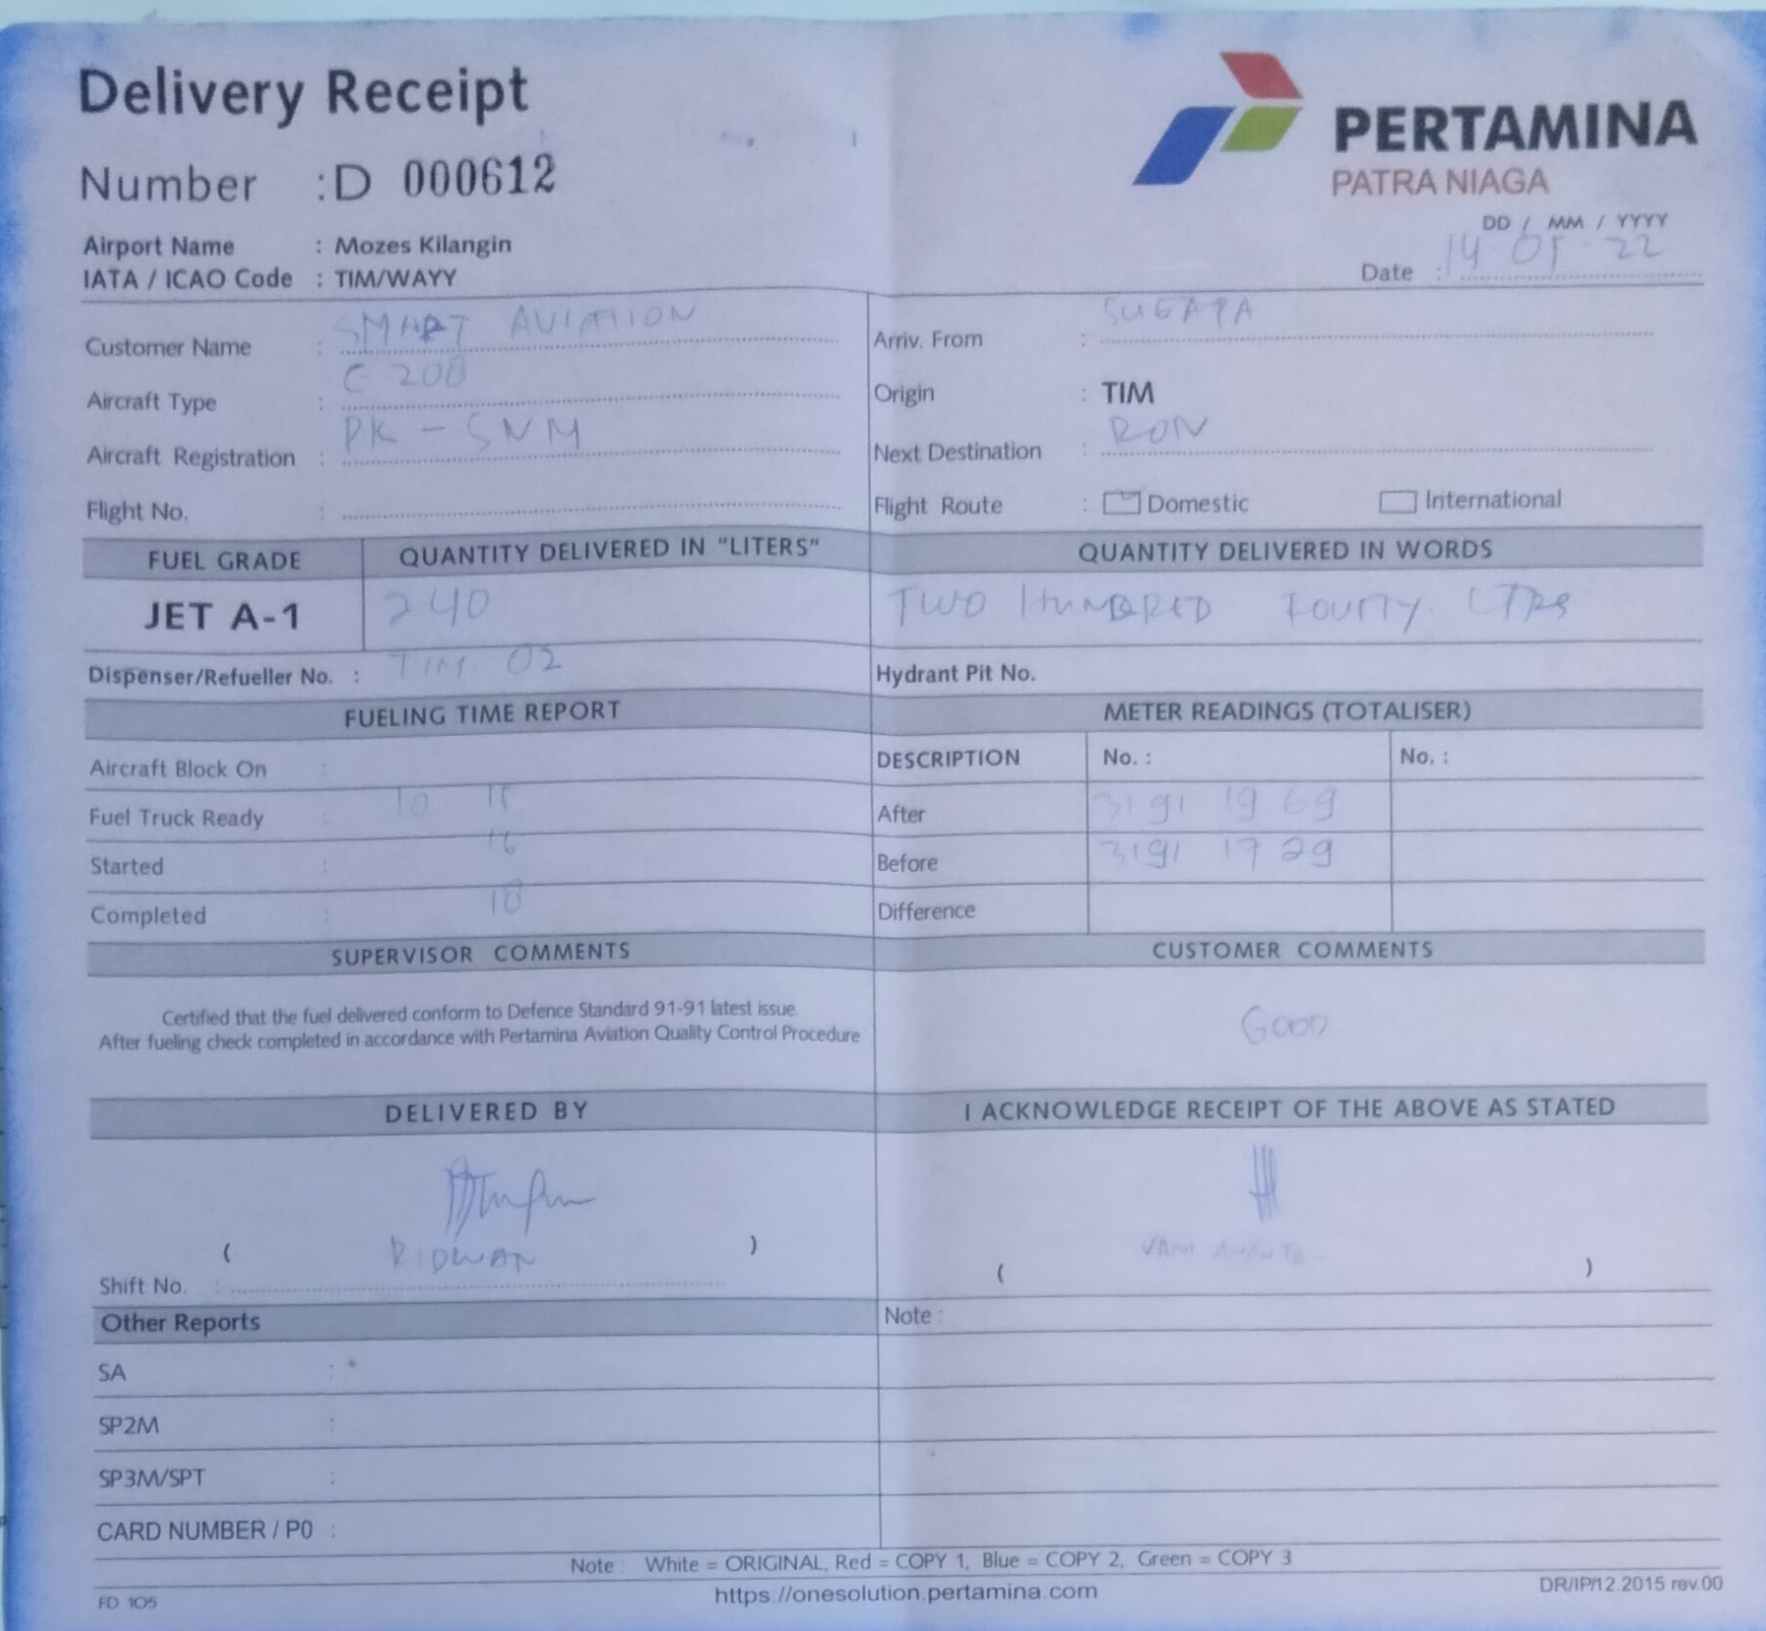 Delivery Receipt
PERTAMINA
PATRA NIAGA
Number : D 000612
DD / MM / YYYY
Airport Name : Mozes Kilangin
IATA / ICAO Code : TIM/WAYY
Date : 14-05-22
Customer Name : SMART AVIATION
Arriv. From : SUGAPA
Aircraft Type : C 208
Origin : TIM
Aircraft Registration : PK - SNM
Next Destination : RON
Flight No. :
Flight Route : Domestic International
FUEL GRADE QUANTITY DELIVERED IN "LITERS" QUANTITY DELIVERED IN WORDS
JET A-1 240 TWO HUNDRED FOURTY LTRS
Dispenser/Refueller No. : TIM 02
Hydrant Pit No.
FUELING TIME REPORT METER READINGS (TOTALISER)
Aircraft Block On :
DESCRIPTION No. : No. :
Fuel Truck Ready : 10
After 3191 19 69
Started : 16
Before 3191 17 29
Completed : 18
Difference
SUPERVISOR COMMENTS CUSTOMER COMMENTS
Certified that the fuel delivered conform to Defence Standard 91-91 latest issue.
After fueling check completed in accordance with Pertamina Aviation Quality Control Procedure
GOOD
DELIVERED BY I ACKNOWLEDGE RECEIPT OF THE ABOVE AS STATED
( RIDWAN )
( )
Shift No. :
Other Reports Note :
SA :
SP2M :
SP3M/SPT :
CARD NUMBER / P0 :
Note : White = ORIGINAL, Red = COPY 1, Blue = COPY 2, Green = COPY 3
FD 105 https://onesolution.pertamina.com DR/IP/12.2015 rev.00